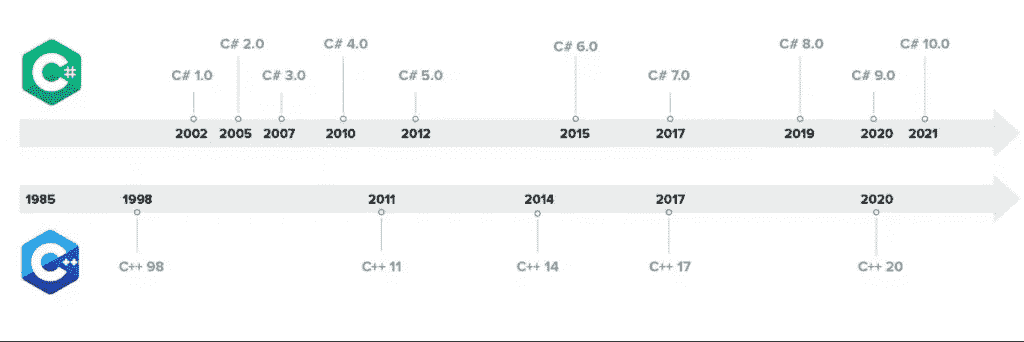 C# 2.0 C# 4.0 C# 6.0 C# 8.0 C# 10.0
C#
C# 1.0 C# 3.0 C# 5.0 C# 7.0 C# 9.0
2002 2005 2007 2010 2012 2015 2017 2019 2020 2021
1985 1998 2011 2014 2017 2020
C++
C++ 98 C++ 11 C++ 14 C++ 17 C++ 20